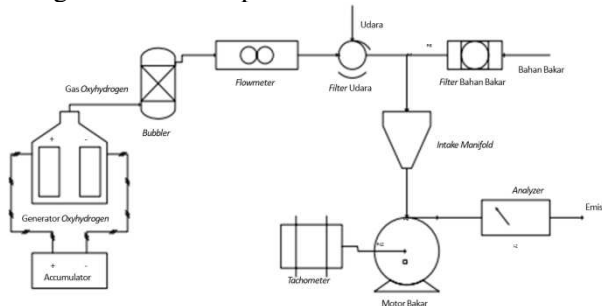 Udara
Gas Oxyhydrogen
Flowmeter
Filter Udara
Filter Bahan Bakar
Bahan Bakar
Bubbler
Intake Manifold
+ -
Generator Oxyhydrogen
Analyzer
Emis
+ -
Accumulator
Tachometer
Motor Bakar